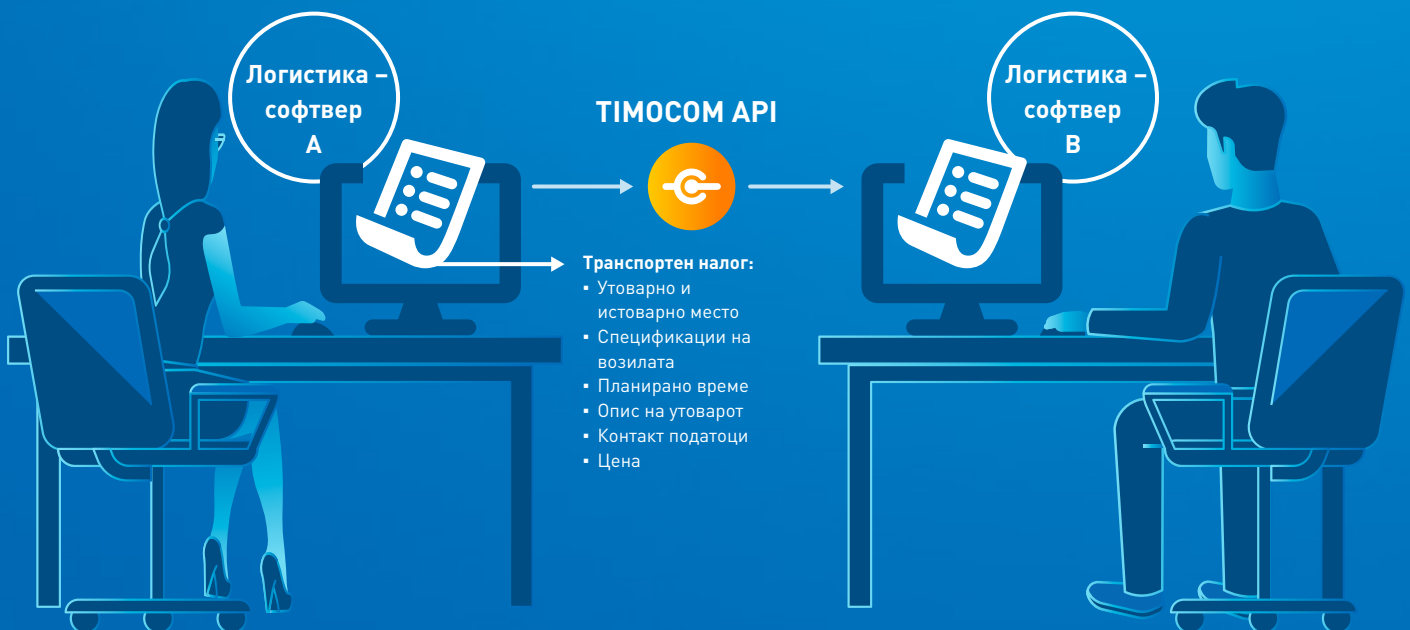 Логистика –
софтвер
А
TIMOCOM API
Логистика –
софтвер
B
Транспортен налог:
▪ Утоварно и
истоварно место
▪ Спецификации на
возилата
▪ Планирано време
▪ Опис на утоварот
▪ Контакт податоци
▪ Цена